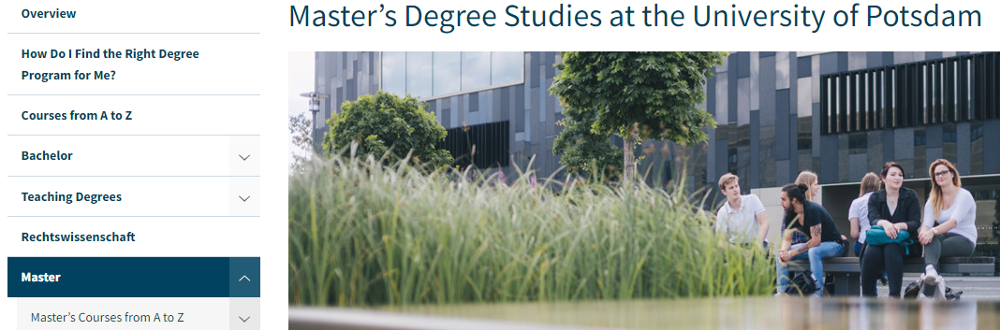 Overview
How Do I Find the Right Degree
Program for Me?
Courses from A to Z
Bachelor
Teaching Degrees
Rechtswissenschaft
Master
Master's Courses from A to Z
Master's Degree Studies at the University of Potsdam